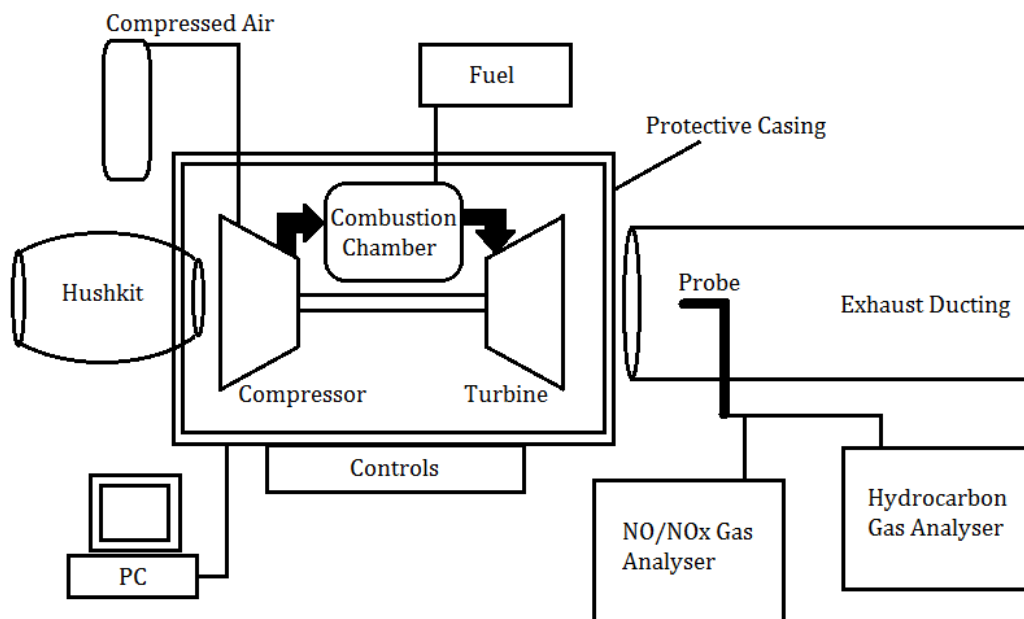 Compressed Air
Fuel
Protective Casing
Combustion
Chamber
Hushkit
Probe
Exhaust Ducting
Compressor
Turbine
Controls
PC
NO/NOx Gas
Analyser
Hydrocarbon
Gas Analyser